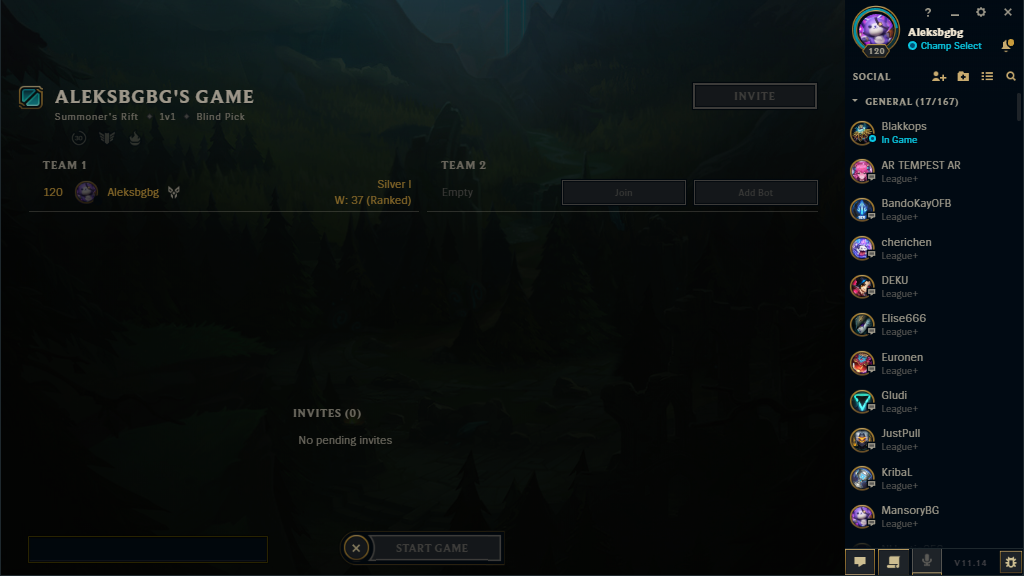 ?
Aleksbgbg
120
Champ Select
SOCIAL
GENERAL (17/167)
ALEKSBGBG'S GAME
Summoner's Rift • 1v1 • Blind Pick
30
INVITE
TEAM 1
120 Aleksbgbg
Silver I
W: 37 (Ranked)
TEAM 2
Empty
Join
Add Bot
INVITES (0)
No pending invites
START GAME
Blakkops
In Game
AR TEMPEST AR
League+
BandoKayOFB
League+
cherichen
League+
DEKU
League+
Elise666
League+
Euronen
League+
Gludi
League+
JustPull
League+
KribaL
League+
MansoryBG
League+
V11.14